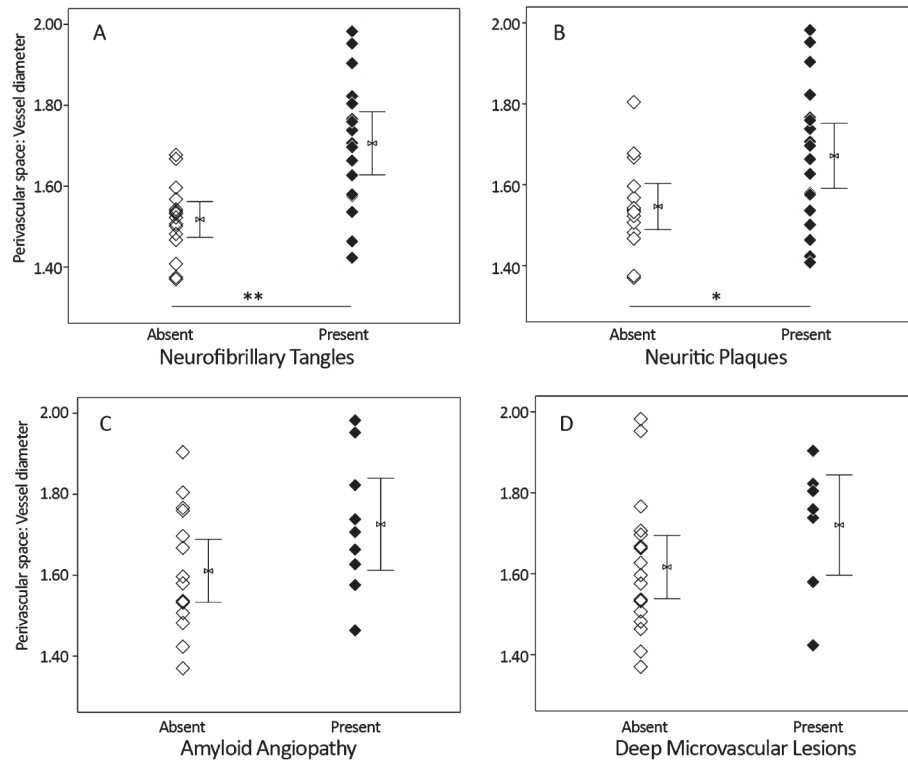 A
Perivascular space: Vessel diameter
2.00
1.80
1.60
1.40
**
Absent Present
Neurofibrillary Tangles
B
2.00
1.80
1.60
1.40
*
Absent Present
Neuritic Plaques
C
Perivascular space: Vessel diameter
2.00
1.80
1.60
1.40
Absent Present
Amyloid Angiopathy
D
2.00
1.80
1.60
1.40
Absent Present
Deep Microvascular Lesions